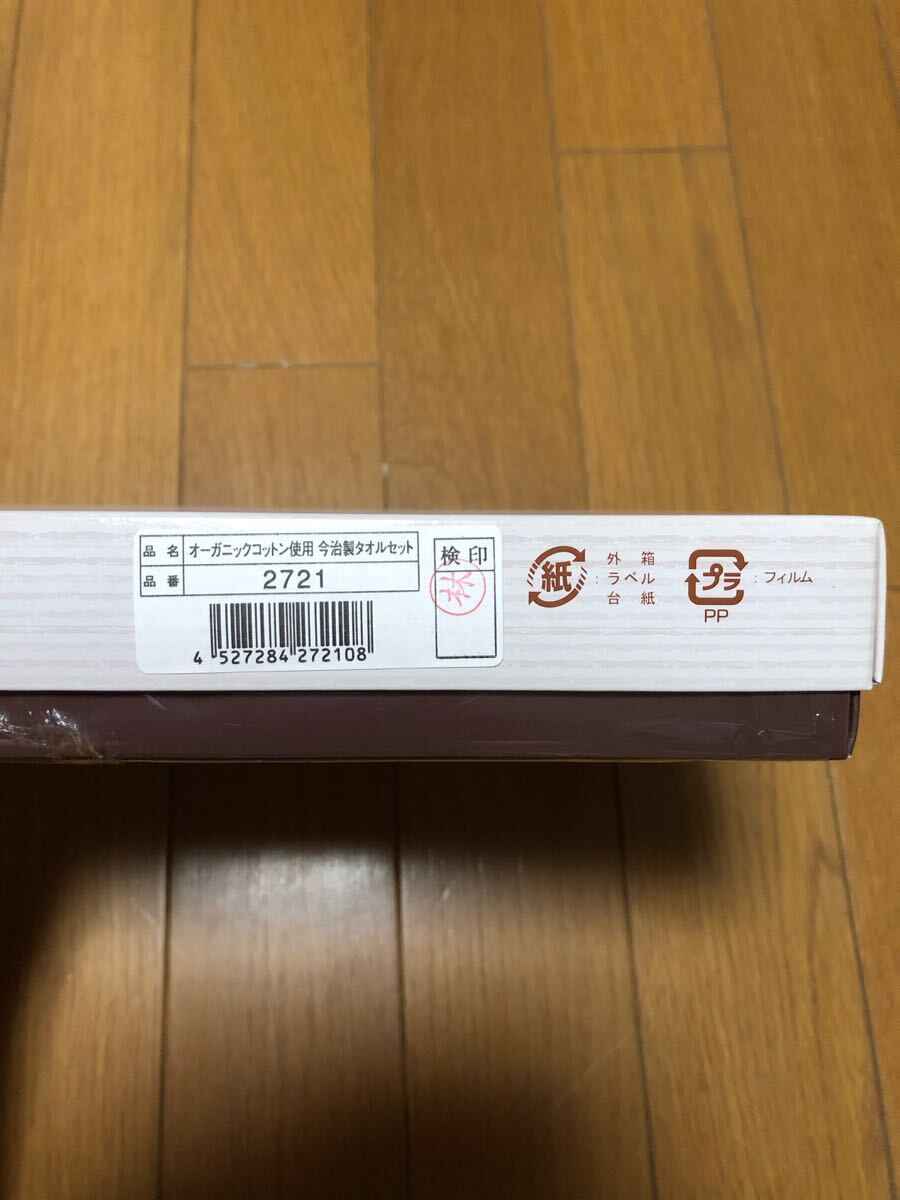 品名 オーガニックコットン使用 今治製タオルセット
品番 2721
4 527284 272108
検印
林
紙
外箱
: ラベル
台紙
プラ
: フィルム
PP